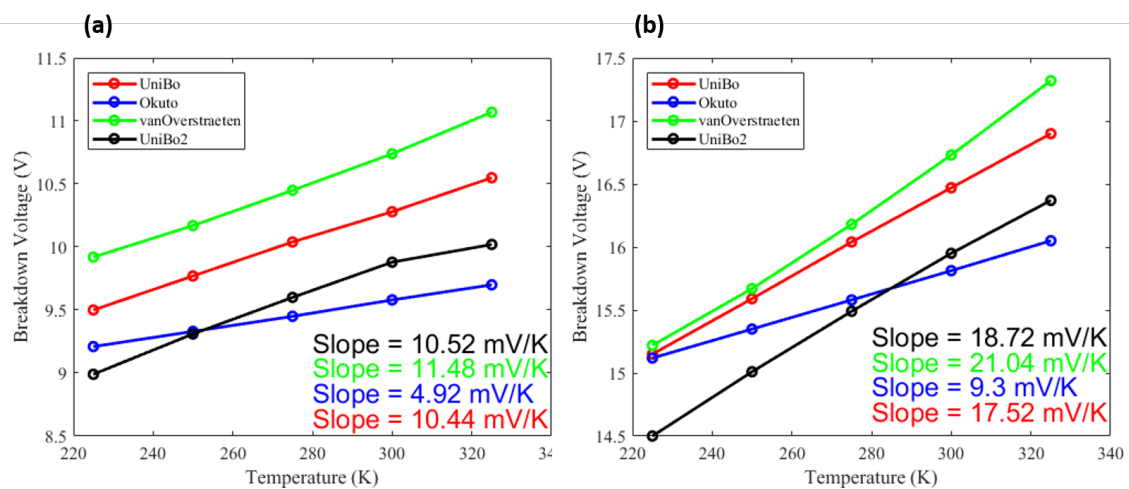 (a)
11.5
11
10.5
10
9.5
9
8.5
220
240
260
280
300
320
34
Breakdown Voltage (V)
Temperature (K)
UniBo
Okuto
vanOverstraeten
UniBo2
Slope = 10.52 mV/K
Slope = 11.48 mV/K
Slope = 4.92 mV/K
Slope = 10.44 mV/K
(b)
17.5
17
16.5
16
15.5
15
14.5
220
240
260
280
300
320
340
Breakdown Voltage (V)
Temperature (K)
UniBo
Okuto
vanOverstraeten
UniBo2
Slope = 18.72 mV/K
Slope = 21.04 mV/K
Slope = 9.3 mV/K
Slope = 17.52 mV/K